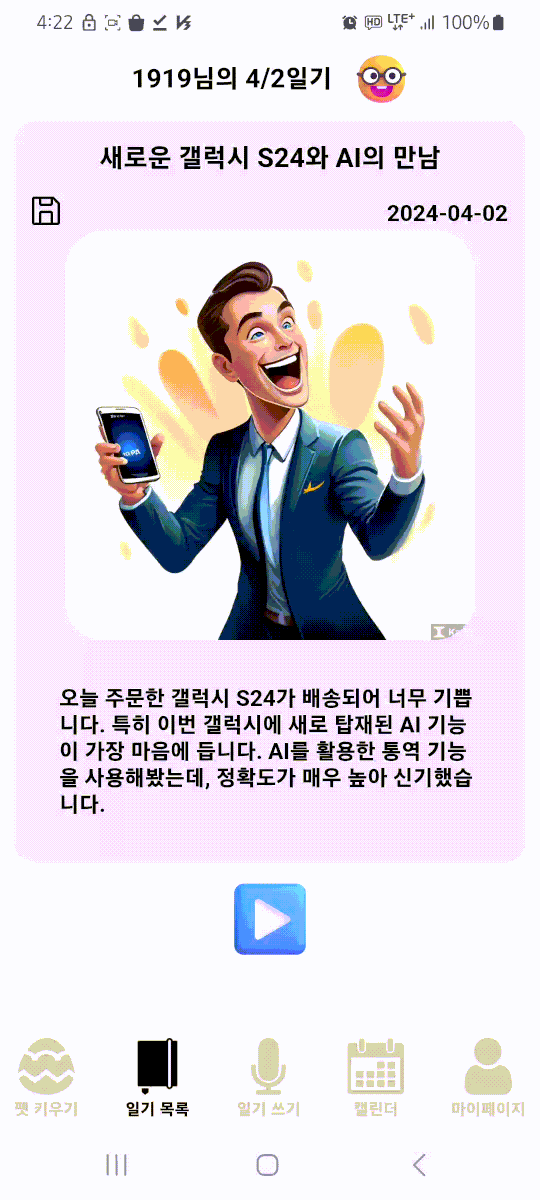 4:22 LTE+ 100%
HD
1919님의 4/2일기
새로운 갤럭시 S24와 AI의 만남
2024-04-02
오늘 주문한 갤럭시 S24가 배송되어 너무 기쁩
니다. 특히 이번 갤럭시에 새로 탑재된 AI 기능
이 가장 마음에 듭니다. AI를 활용한 통역 기능
을 사용해봤는데, 정확도가 매우 높아 신기했습
니다.
펫 키우기 일기 목록 일기 쓰기 캘린더 마이페이지